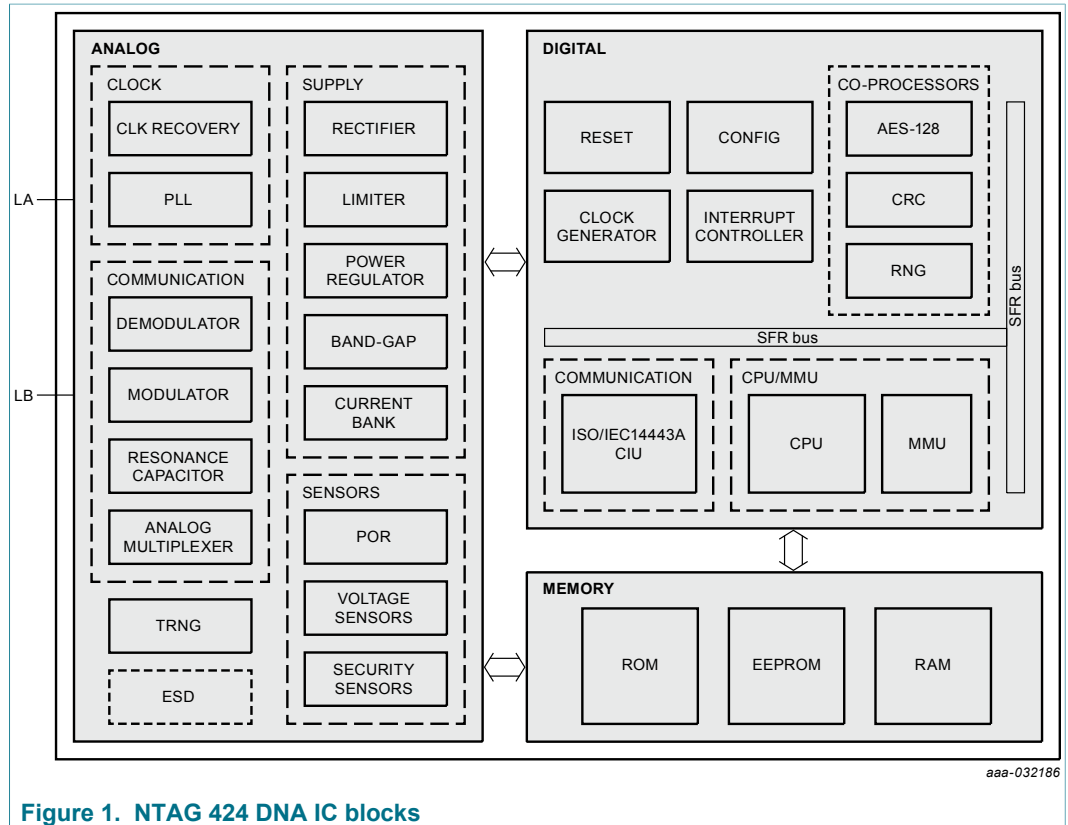 ANALOG
CLOCK
CLK RECOVERY
PLL
LA
COMMUNICATION
DEMODULATOR
MODULATOR
LB
RESONANCE
CAPACITOR
ANALOG
MULTIPLEXER
TRNG
ESD
SUPPLY
RECTIFIER
LIMITER
POWER
REGULATOR
BAND-GAP
CURRENT
BANK
SENSORS
POR
VOLTAGE
SENSORS
SECURITY
SENSORS
DIGITAL
RESET
CONFIG
CLOCK
GENERATOR
INTERRUPT
CONTROLLER
CO-PROCESSORS
AES-128
CRC
RNG
SFR bus
SFR bus
COMMUNICATION
ISO/IEC14443A
CIU
CPU/MMU
CPU
MMU
MEMORY
ROM
EEPROM
RAM
aaa-032186
Figure 1. NTAG 424 DNA IC blocks